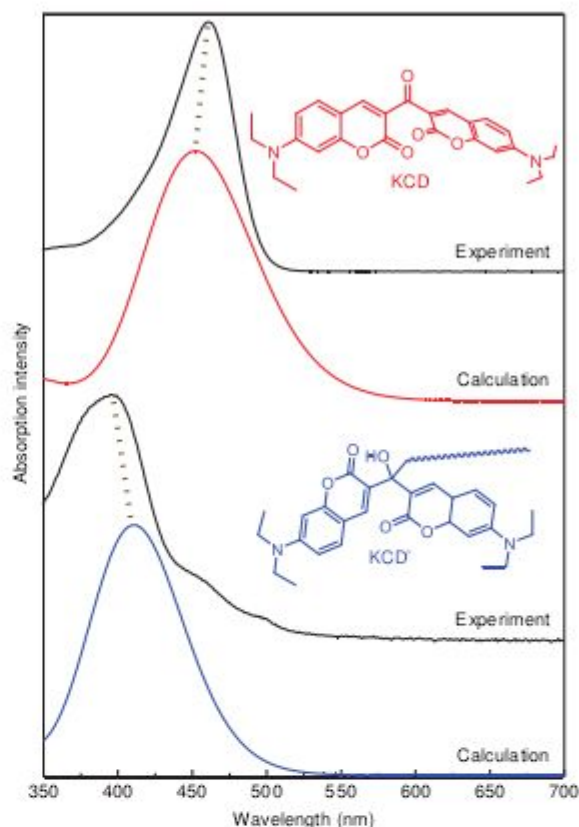 O
N
O
O
O
O
N
KCD
Experiment
Calculation
HO
O
O
O
O
N
N
KCD'
Experiment
Calculation
Absorption intensity
350 400 450 500 550 600 650 700
Wavelength (nm)